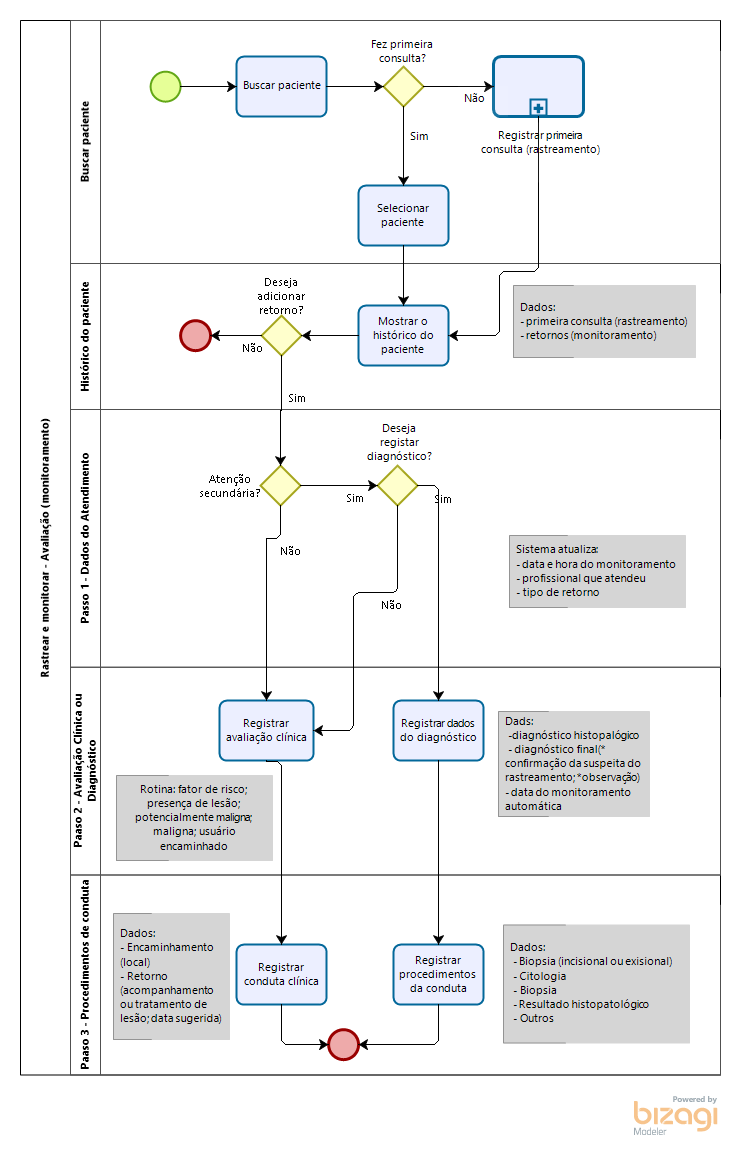 Rastrear e monitorar - Avaliação (monitoramento)
Buscar paciente
Buscar paciente
Fez primeira
consulta?
Não
Registrar primeira
consulta (rastreamento)
Sim
Selecionar
paciente
Histórico do paciente
Deseja
adicionar
retorno?
Não
Mostrar o
histórico do
paciente
Dados:
- primeira consulta (rastreamento)
- retornos (monitoramento)
Sim
Passo 1 - Dados do Atendimento
Atenção
secundária?
Sim
Deseja
registar
diagnóstico?
Sim
Não
Não
Sistema atualiza:
- data e hora do monitoramento
- profissional que atendeu
- tipo de retorno
Paaso 2 - Avaliação Clínica ou
Diagnóstico
Registrar
avaliação clínica
Registrar dados
do diagnóstico
Dads:
-diagnóstico histopalógico
- diagnóstico final(*
confirmação da suspeita do
rastreamento; *observação)
- data do monitoramento
automática
Rotina: fator de risco;
presença de lesão;
potencialmente maligna;
maligna; usuário
encaminhado
Paaso 3 - Procedimentos de conduta
Dados:
- Encaminhamento
(local)
- Retorno
(acompanhamento
ou tratamento de
lesão; data sugerida)
Registrar
conduta clínica
Registrar
procedimentos
da conduta
Dados:
- Biopsia (incisional ou exisional)
- Citologia
- Biopsia
- Resultado histopatológico
- Outros
Powered by
bizagi
Modeler